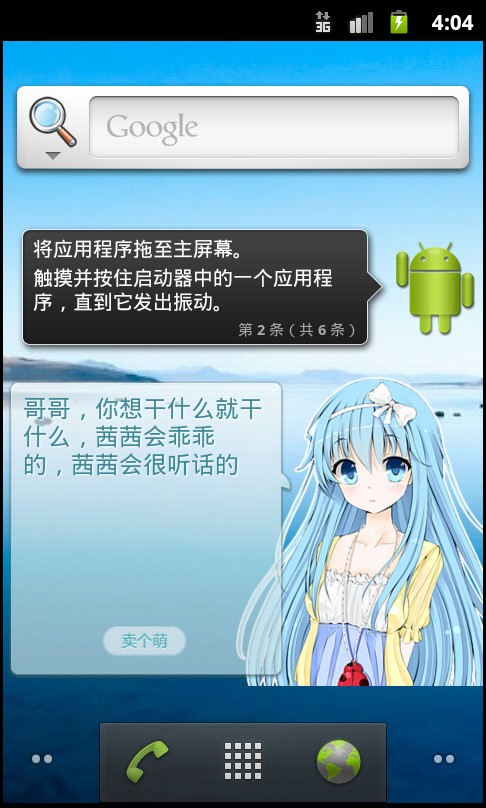 3G
4:04
Google
将应用程序拖至主屏幕。
触摸并按住启动器中的一个应用程
序，直到它发出振动。
第 2 条（共 6 条）
哥哥，你想干什么就干
什么，茜茜会乖乖
的，茜茜会很听话的
卖个萌